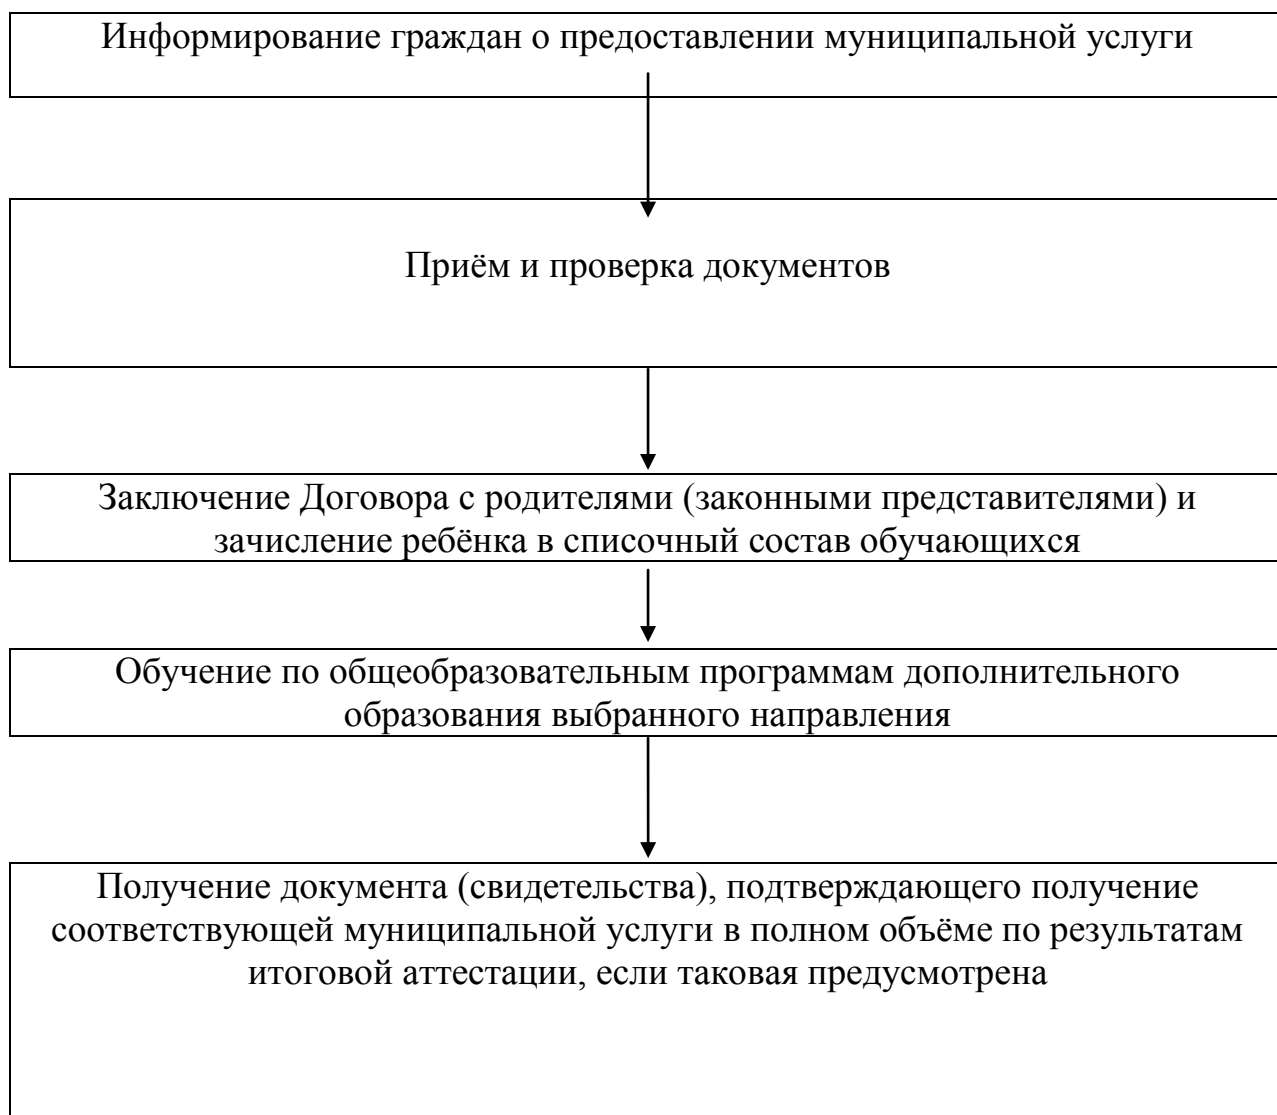 Информирование граждан о предоставлении муниципальной услуги
Приём и проверка документов
Заключение Договора с родителями (законными представителями) и
зачисление ребёнка в списочный состав обучающихся
Обучение по общеобразовательным программам дополнительного
образования выбранного направления
Получение документа (свидетельства), подтверждающего получение
соответствующей муниципальной услуги в полном объёме по результатам
итоговой аттестации, если таковая предусмотрена